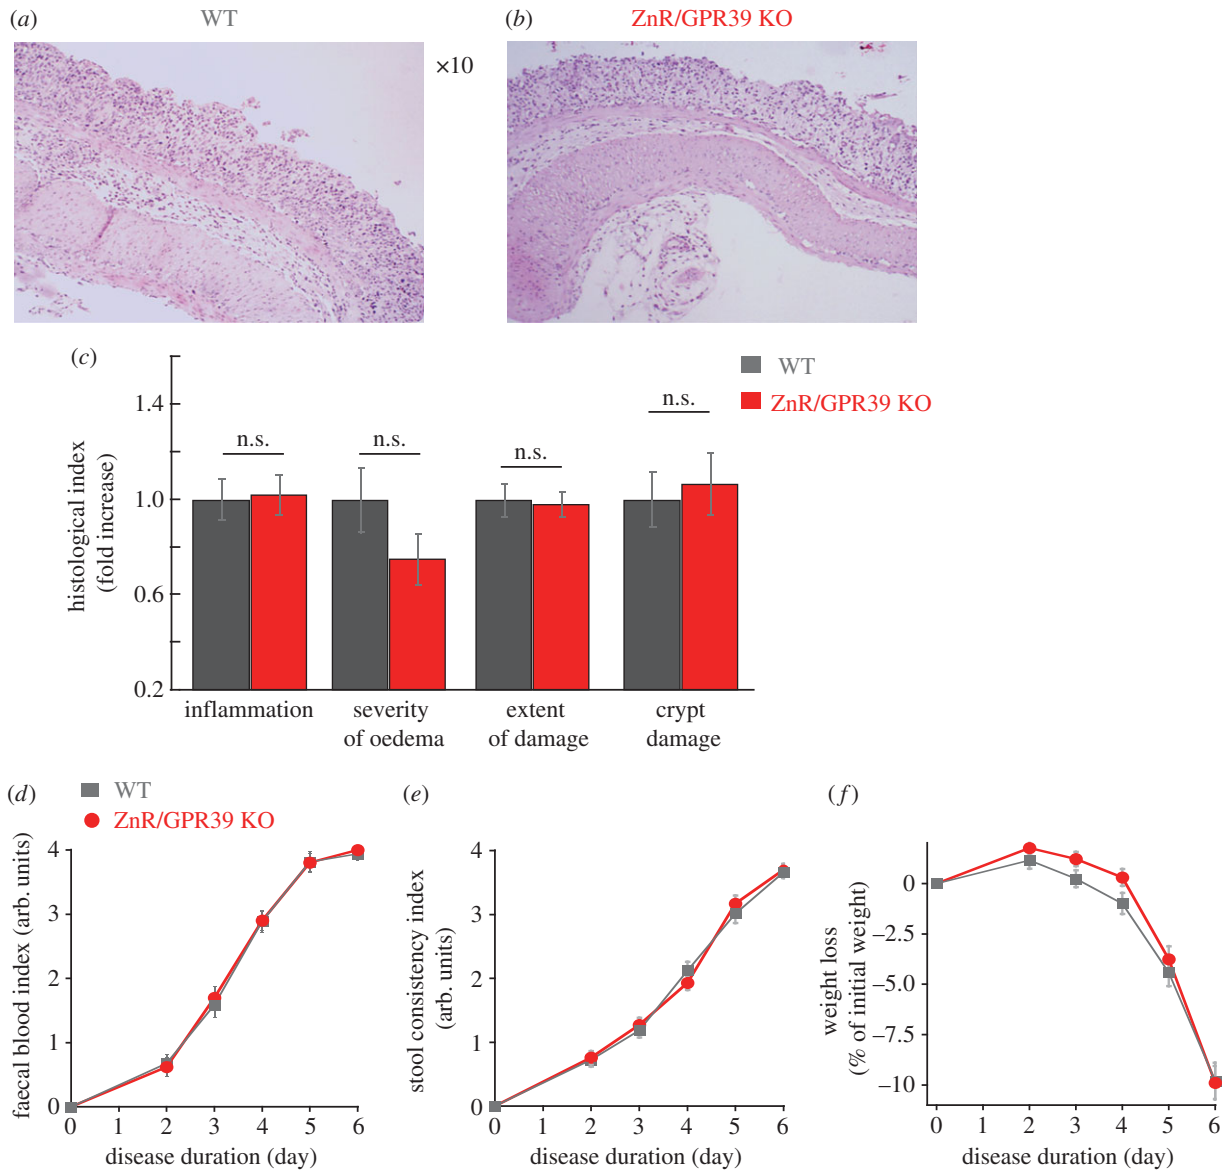 (a) WT
(b) ZnR/GPR39 KO
×10
(c)
WT
ZnR/GPR39 KO
histological index
(fold increase)
1.4
1.0
0.6
0.2
n.s.
n.s.
n.s.
n.s.
inflammation
severity
of oedema
extent
of damage
crypt
damage
(d)
WT
ZnR/GPR39 KO
faecal blood index (arb. units)
4
3
2
1
0
0 1 2 3 4 5 6
disease duration (day)
(e)
stool consistency index
(arb. units)
4
3
2
1
0
0 1 2 3 4 5 6
disease duration (day)
(f)
weight loss
(% of initial weight)
0
−2.5
−5.0
−7.5
−10
0 1 2 3 4 5 6
disease duration (day)